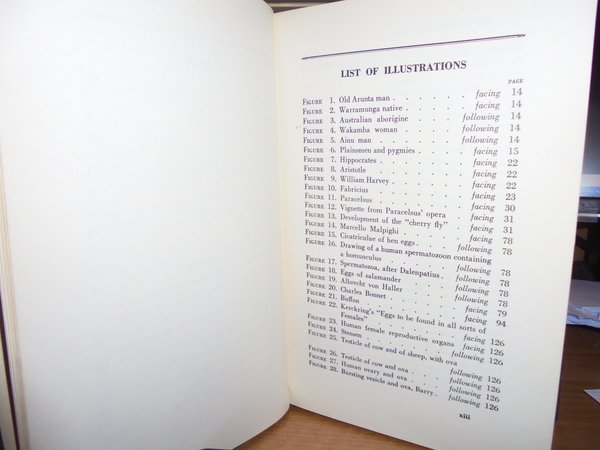 LIST OF ILLUSTRATIONS
PAGE
FIGURE 1. Old Arunta man . . . . . . facing 14
FIGURE 2. Warramunga native . . . . . facing 14
FIGURE 3. Australian aborigine . . . . following 14
FIGURE 4. Wakamba woman . . . . following 14
FIGURE 5. Ainu man . . . . . following 14
FIGURE 6. Plainsmen and pygmies . . . . facing 15
FIGURE 7. Hippocrates . . . . . . facing 22
FIGURE 8. Aristotle . . . . . . facing 22
FIGURE 9. William Harvey . . . . . facing 22
FIGURE 10. Fabricius . . . . . . facing 23
FIGURE 11. Paracelsus . . . . . . facing 30
FIGURE 12. Vignette from Paracelsus' opera . . facing 31
FIGURE 13. Development of the "cherry fly" . . facing 31
FIGURE 14. Marcello Malpighi . . . . facing 78
FIGURE 15. Cicatriculae of hen eggs . . . following 78
FIGURE 16. Drawing of a human spermatozoon containing
a homunculus . . . . following 78
FIGURE 17. Spermatozoa, after Dalenpatius . following 78
FIGURE 18. Eggs of salamander . . . following 78
FIGURE 19. Albrecht von Haller . . . following 78
FIGURE 20. Charles Bonnet . . . . following 78
FIGURE 21. Buffon . . . . . . facing 79
FIGURE 22. Kerckring's "Eggs to be found in all sorts of
Females" . . . . . facing 94
FIGURE 23. Human female reproductive organs . facing 126
FIGURE 24. Stensen . . . . . following 126
FIGURE 25. Testicle of cow and of sheep, with ova
following 126
FIGURE 26. Testicle of cow and ova . . following 126
FIGURE 27. Human ovary and ova . . . following 126
FIGURE 28. Bursting vesicle and ova, Barry . following 126
xiii